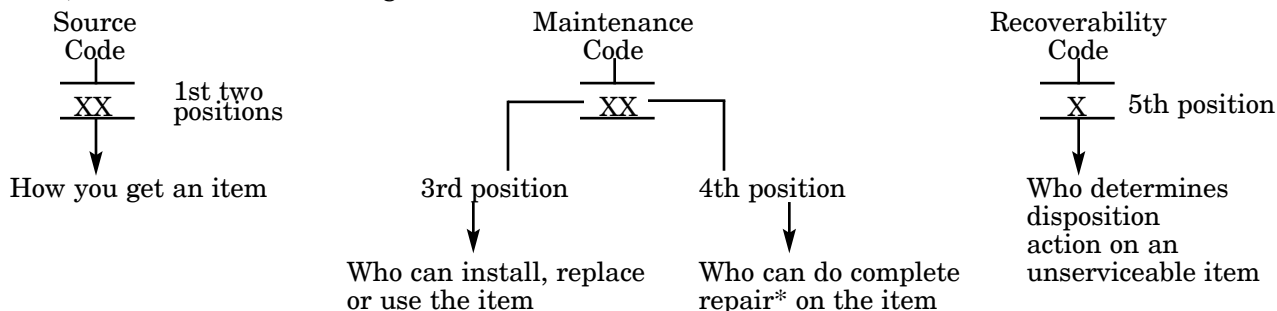 Source
Code
XX
1st two
positions
How you get an item
Maintenance
Code
XX
3rd position
4th position
Who can install, replace
or use the item
Who can do complete
repair* on the item
Recoverability
Code
X
5th position
Who determines
disposition
action on an
unserviceable item